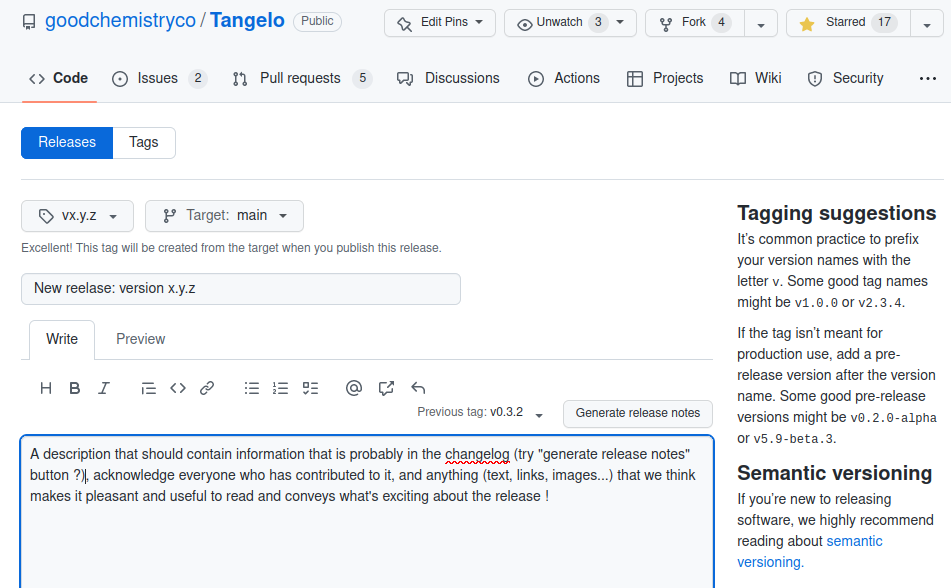 goodchemistryco / Tangelo Public
Edit Pins Unwatch 3 Fork 4 Starred 17
Code Issues 2 Pull requests 5 Discussions Actions Projects Wiki Security ...
Releases Tags
vx.y.z Target: main
Excellent! This tag will be created from the target when you publish this release.
New reelase: version x.y.z
Write Preview
H B I
Previous tag: v0.3.2 Generate release notes
A description that should contain information that is probably in the changelog (try "generate release notes"
button ?), acknowledge everyone who has contributed to it, and anything (text, links, images...) that we think
makes it pleasant and useful to read and conveys what's exciting about the release !
Tagging suggestions
It's common practice to prefix
your version names with the
letter v. Some good tag names
might be v1.0.0 or v2.3.4.
If the tag isn't meant for
production use, add a pre-
release version after the version
name. Some good pre-release
versions might be v0.2.0-alpha
or v5.9-beta.3.
Semantic versioning
If you're new to releasing
software, we highly recommend
reading about semantic
versioning.